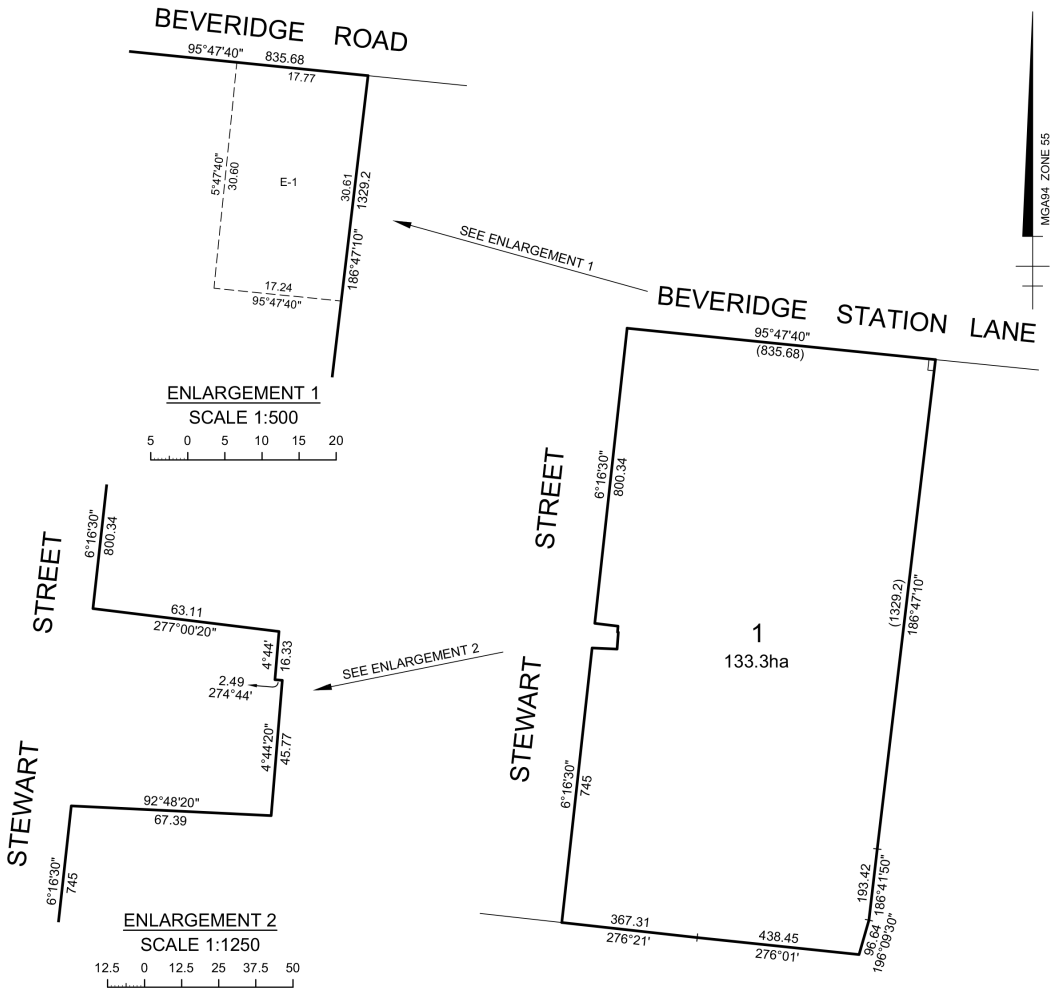 BEVERIDGE ROAD
95°47'40" 835.68
17.77
5°47'40"
30.60
E-1
30.61
1329.2
186°47'10"
17.24
95°47'40"
ENLARGEMENT 1
SCALE 1:500
5 0 5 10 15 20
SEE ENLARGEMENT 1
MGA94 ZONE 55
BEVERIDGE STATION LANE
95°47'40"
(835.68)
STREET
6°16'30"
800.34
(1329.2)
186°47'10"
1
133.3ha
STEWART
6°16'30"
745
193.42
186°41'50"
96.64
196°09'30"
367.31
276°21'
438.45
276°01'
SEE ENLARGEMENT 2
STREET
6°16'30"
800.34
63.11
277°00'20"
4°44'
16.33
2.49
274°44'
4°44'20"
45.77
STEWART
92°48'20"
67.39
6°16'30"
745
ENLARGEMENT 2
SCALE 1:1250
12.5 0 12.5 25 37.5 50